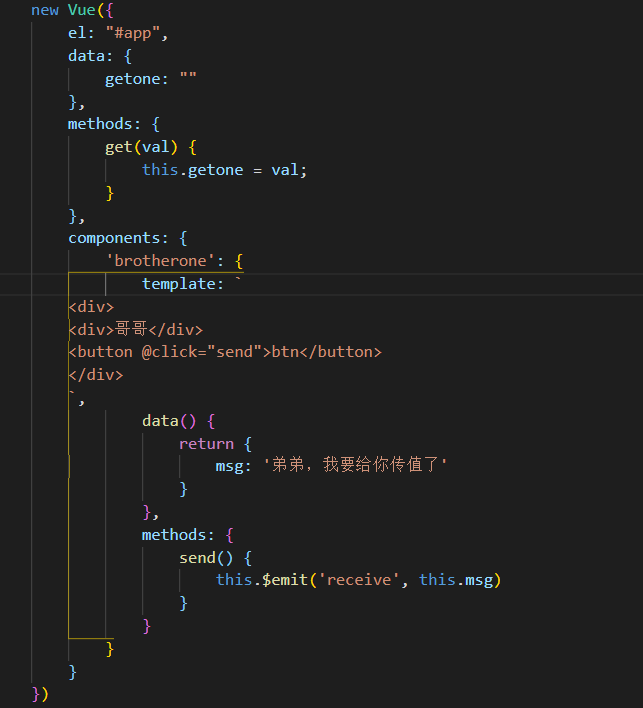 new Vue({
    el: "#app",
    data: {
        getone: ""
    },
    methods: {
        get(val) {
            this.getone = val;
        }
    },
    components: {
        'brotherone': {
            template: `
    <div>
    <div>哥哥</div>
    <button @click="send">btn</button>
    </div>
    `,
            data() {
                return {
                    msg: '弟弟，我要给你传值了'
                }
            },
            methods: {
                send() {
                    this.$emit('receive', this.msg)
                }
            }
        }
    }
})